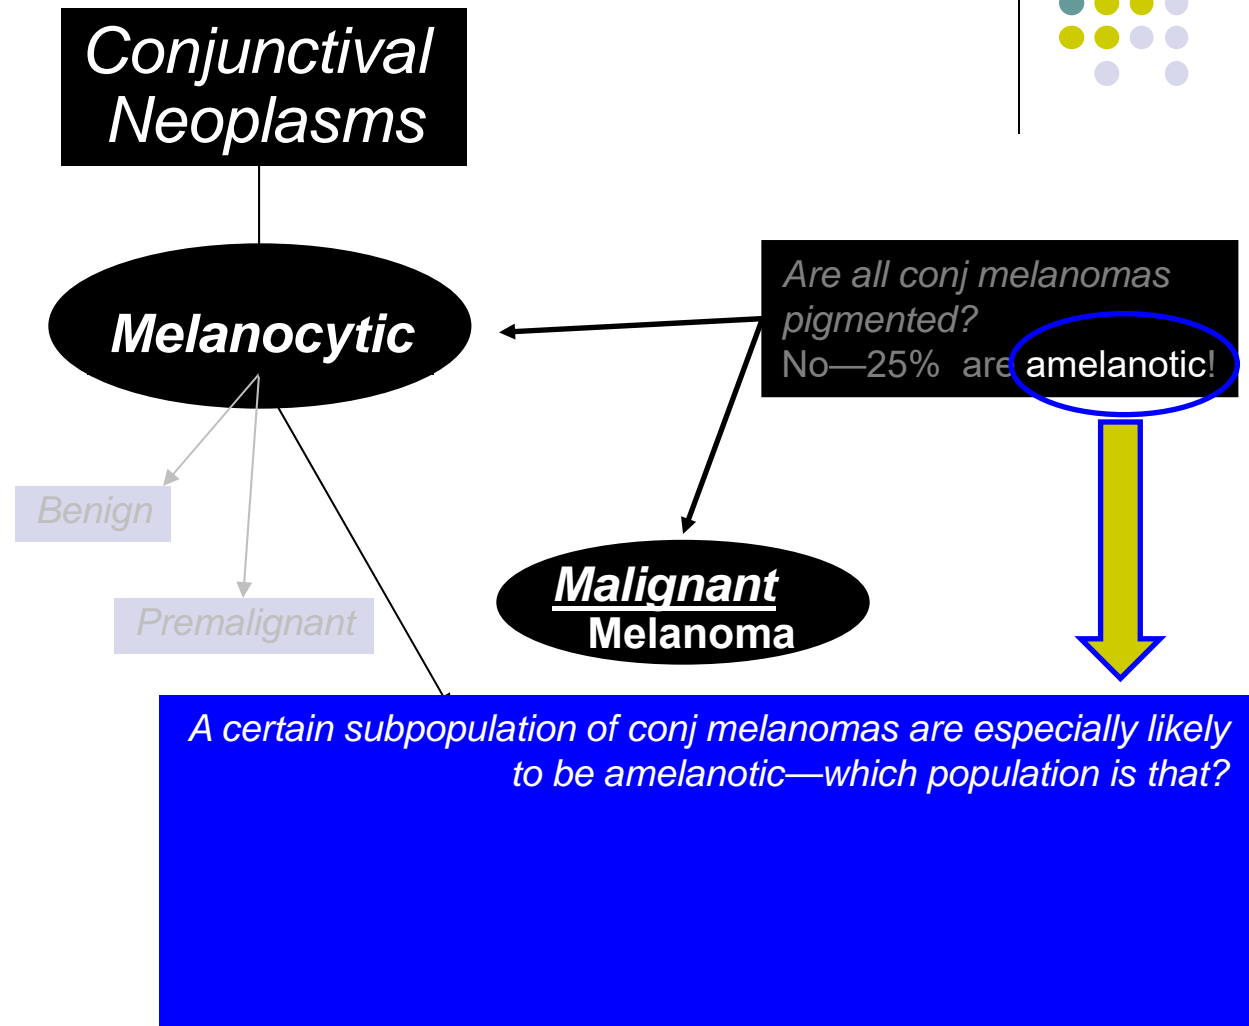 Conjunctival
Neoplasms
Melanocytic
Are all conj melanomas
pigmented?
No—25% are amelanotic!
Benign
Premalignant
Malignant
Melanoma
A certain subpopulation of conj melanomas are especially likely
to be amelanotic—which population is that?